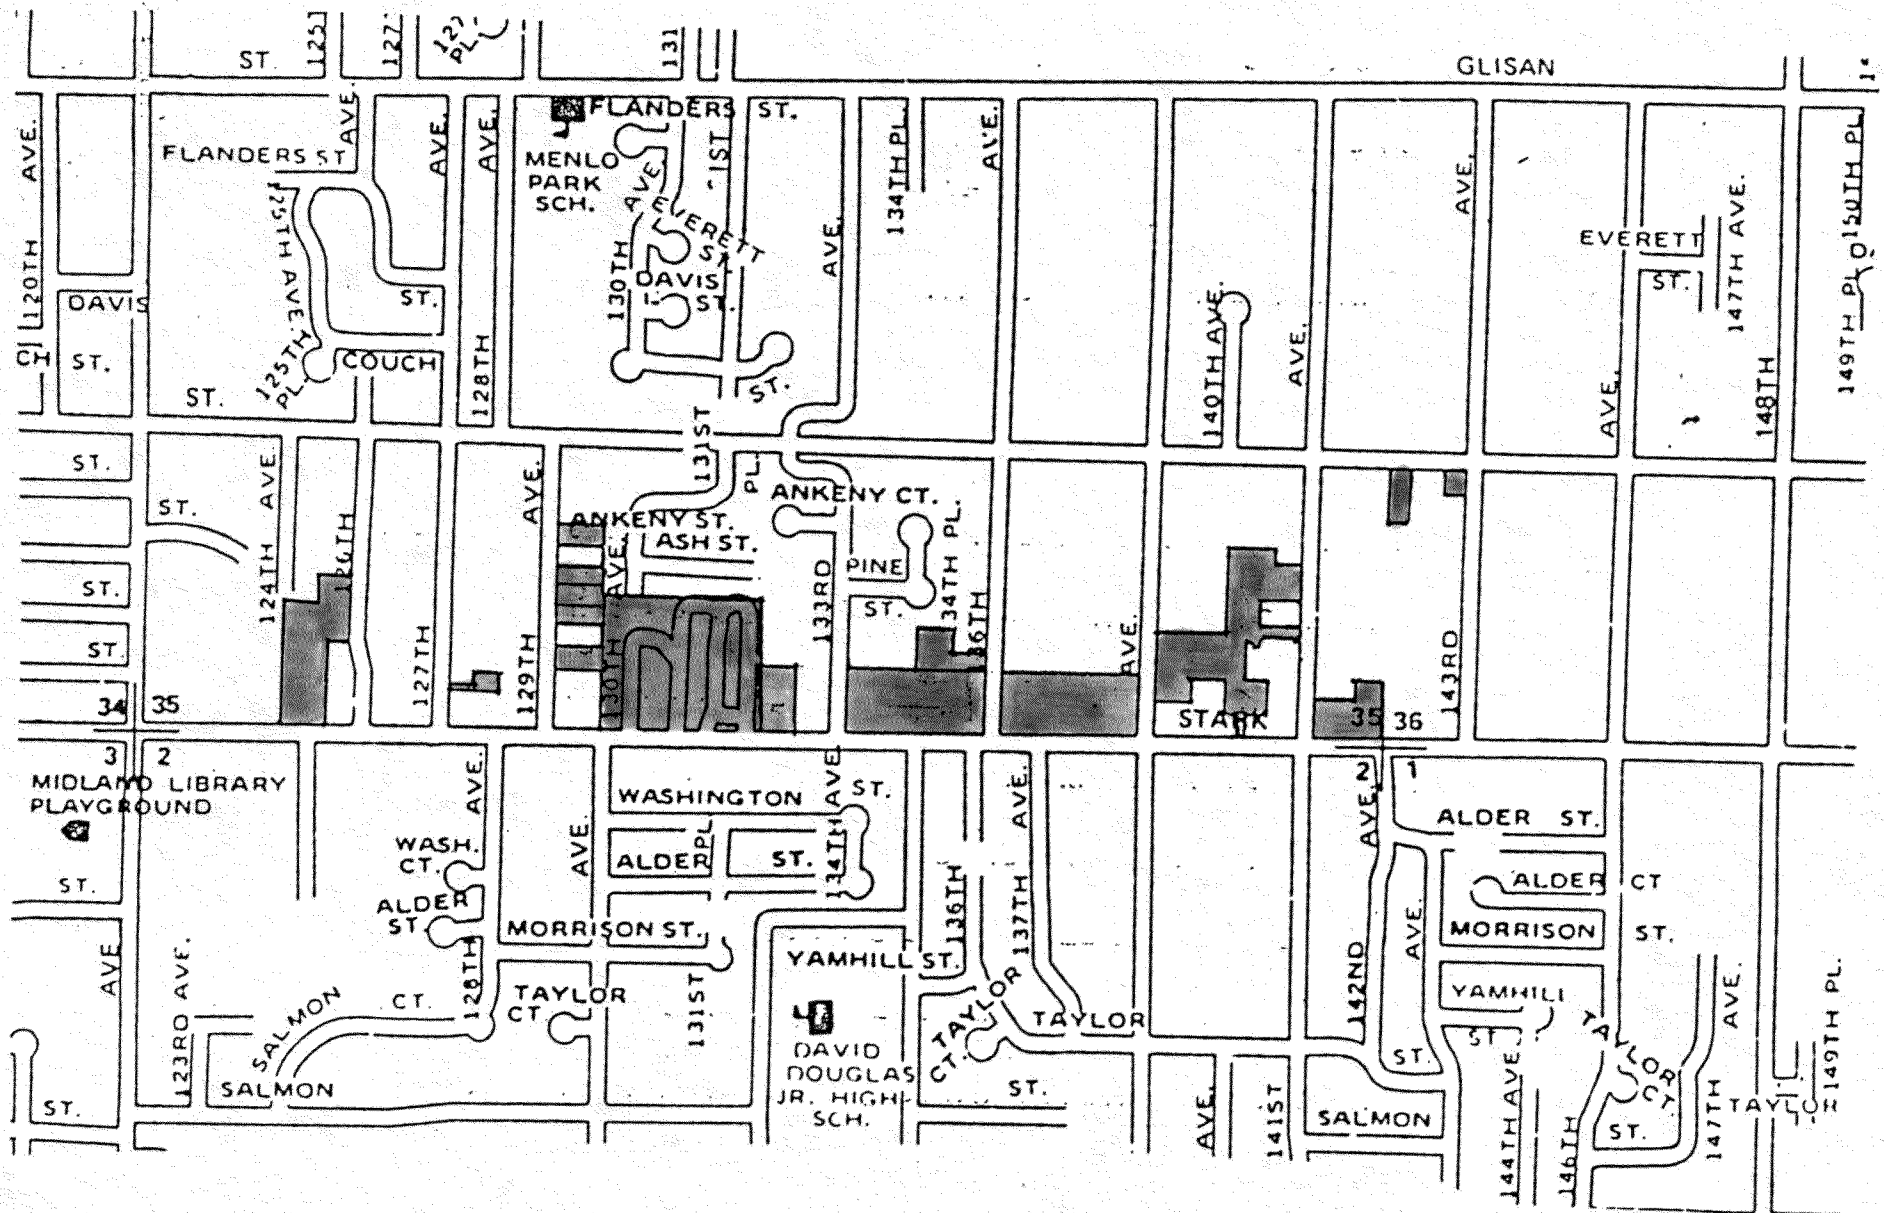 ST.
125
127
PL.
131
GLISAN
FLANDERS ST.
AVE.
AVE.
AVE.
AVE.
FLANDERS ST
MENLO
PARK
SCH.
AVE.
1ST
134TH PL.
AVE.
AVE.
150TH PL
EVERETT
ST.
120TH
125TH AVE.
130TH
DAVIS
ST.
AVE.
EVERETT
ST.
147TH AVE.
149TH PL
DAVIS
ST.
ST.
COUCH
125TH
PL.
128TH
ST.
140TH AVE.
AVE.
AVE.
148TH
ST.
131ST
PL.
ST.
124TH AVE.
AVE.
ANKENY CT.
ST.
126TH
ANKENY ST.
ASH ST.
AVE.
PINE
ST.
133RD
34TH PL.
136TH
ST.
ST.
127TH
129TH
130TH
AVE.
143RD
34 35
STARK
35 36
3 2
2 1
MIDLAND LIBRARY
PLAYGROUND
AVE.
WASHINGTON ST.
134TH AVE
AVE.
AVE.
ALDER ST.
WASH.
CT.
AVE.
ALDER ST.
PL
ST.
ALDER CT
ALDER
ST.
MORRISON ST.
136TH
137TH
AVE.
MORRISON ST.
AVE
123RD AVE.
128TH
YAMHILL ST.
142ND
YAMHILL
ST.
AVE.
149TH PL.
SALMON CT.
TAYLOR
CT
131ST
TAYLOR
CT.
TAYLOR
ST.
TAYLOR
CT.
DAVID
DOUGLAS
JR. HIGH
SCH.
SALMON
ST.
ST.
AVE.
141ST
SALMON
144TH AVE.
146TH
ST.
147TH
TAYLOR